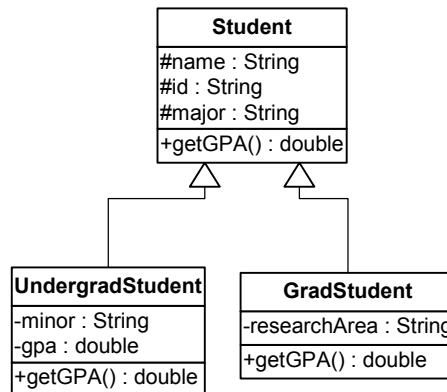 Student
#name : String
#id : String
#major : String
+getGPA() : double
UndergradStudent
-minor : String
-gpa : double
+getGPA() : double
GradStudent
-researchArea : String
+getGPA() : double